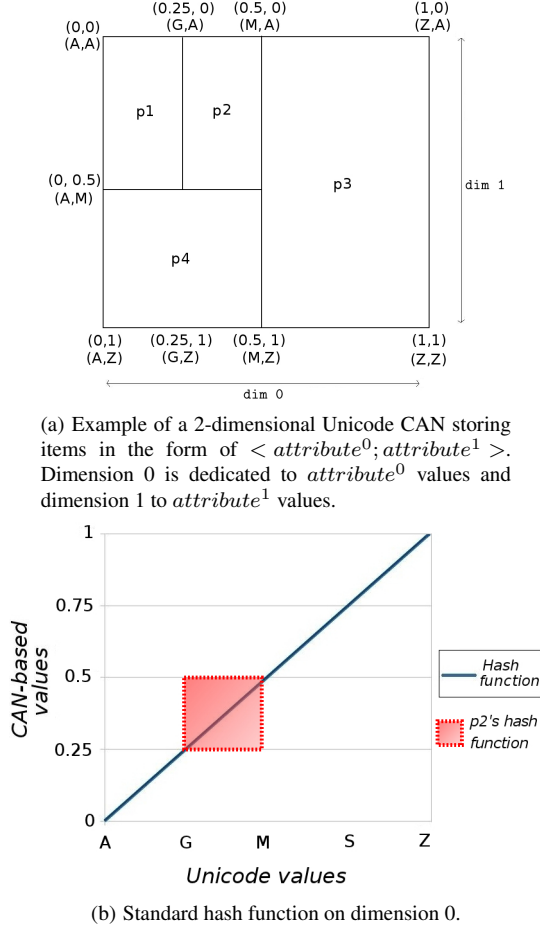 (0,0)
(A,A)
(0.25, 0)
(G,A)
(0.5, 0)
(M,A)
(1,0)
(Z,A)
p1
p2
p3
(0, 0.5)
(A,M)
dim 1
p4
(0,1)
(A,Z)
(0.25, 1)
(G,Z)
(0.5, 1)
(M,Z)
(1,1)
(Z,Z)
dim 0
(a) Example of a 2-dimensional Unicode CAN storing
items in the form of < attribute⁰; attribute¹ >.
Dimension 0 is dedicated to attribute⁰ values and
dimension 1 to attribute¹ values.
1
0.75
0.5
0.25
0
CAN-based
values
A
G
M
S
Z
Unicode values
Hash
function
p2's hash
function
(b) Standard hash function on dimension 0.